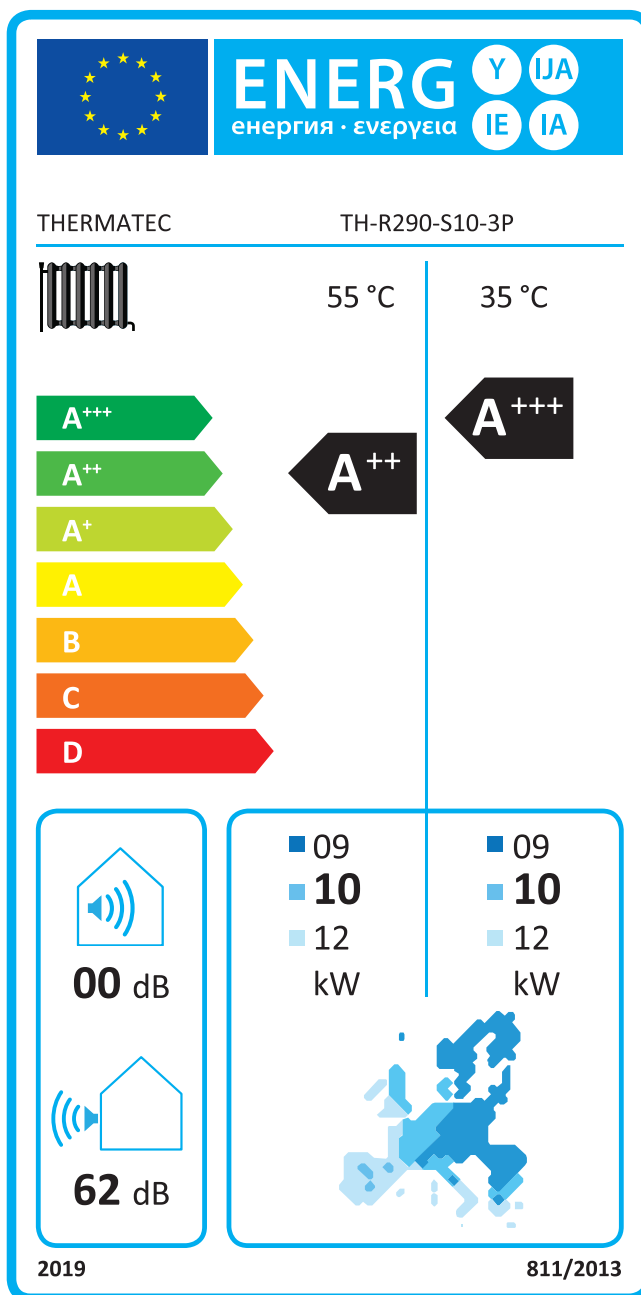 ENERG Y IJA
енергия · ενεργεια IE IA
THERMATEC TH-R290-S10-3P
55 °C 35 °C
A+++ A+++
A++ A++
A+
A
B
C
D
09 09
10 10
12 12
kW kW
00 dB
62 dB
2019 811/2013